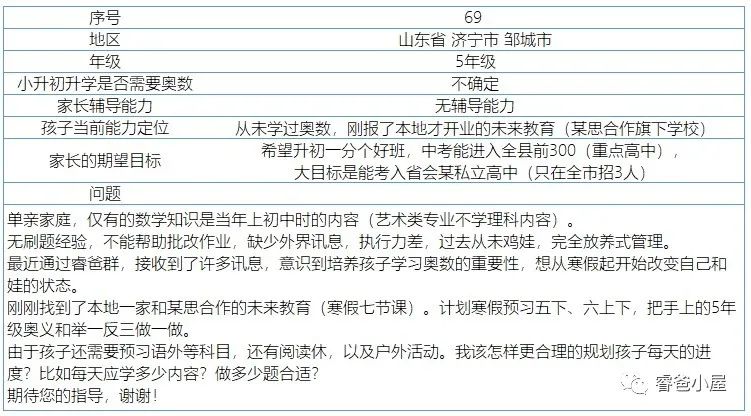 序号 69
地区 山东省 济宁市 邹城市
年级 5年级
小升初升学是否需要奥数 不确定
家长辅导能力 无辅导能力
孩子当前能力定位 从未学过奥数，刚报了本地才开业的未来教育（某思合作旗下学校）
家长的期望目标 希望升初一分个好班，中考能进入全县前300（重点高中），
大目标是能考入省会某私立高中（只在全市招3人）
问题
单亲家庭，仅有的数学知识是当年上初中时的内容（艺术类专业不学理科内容）。
无刷题经验，不能帮助批改作业，缺少外界讯息，执行力差，过去从未鸡娃，完全放养式管理。
最近通过睿爸群，接收到了许多讯息，意识到培养孩子学习奥数的重要性，想从寒假起开始改变自己和
娃的状态。
刚刚找到了本地一家和某思合作的未来教育（寒假七节课）。计划寒假预习五下、六上下，把手上的5年
级奥义和举一反三做一做。
由于孩子还需要预习语外等科目，还有阅读休，以及户外活动。我该怎样更合理的规划孩子每天的进
度？比如每天应学多少内容？做多少题合适？
期待您的指导，谢谢！
睿爸小屋